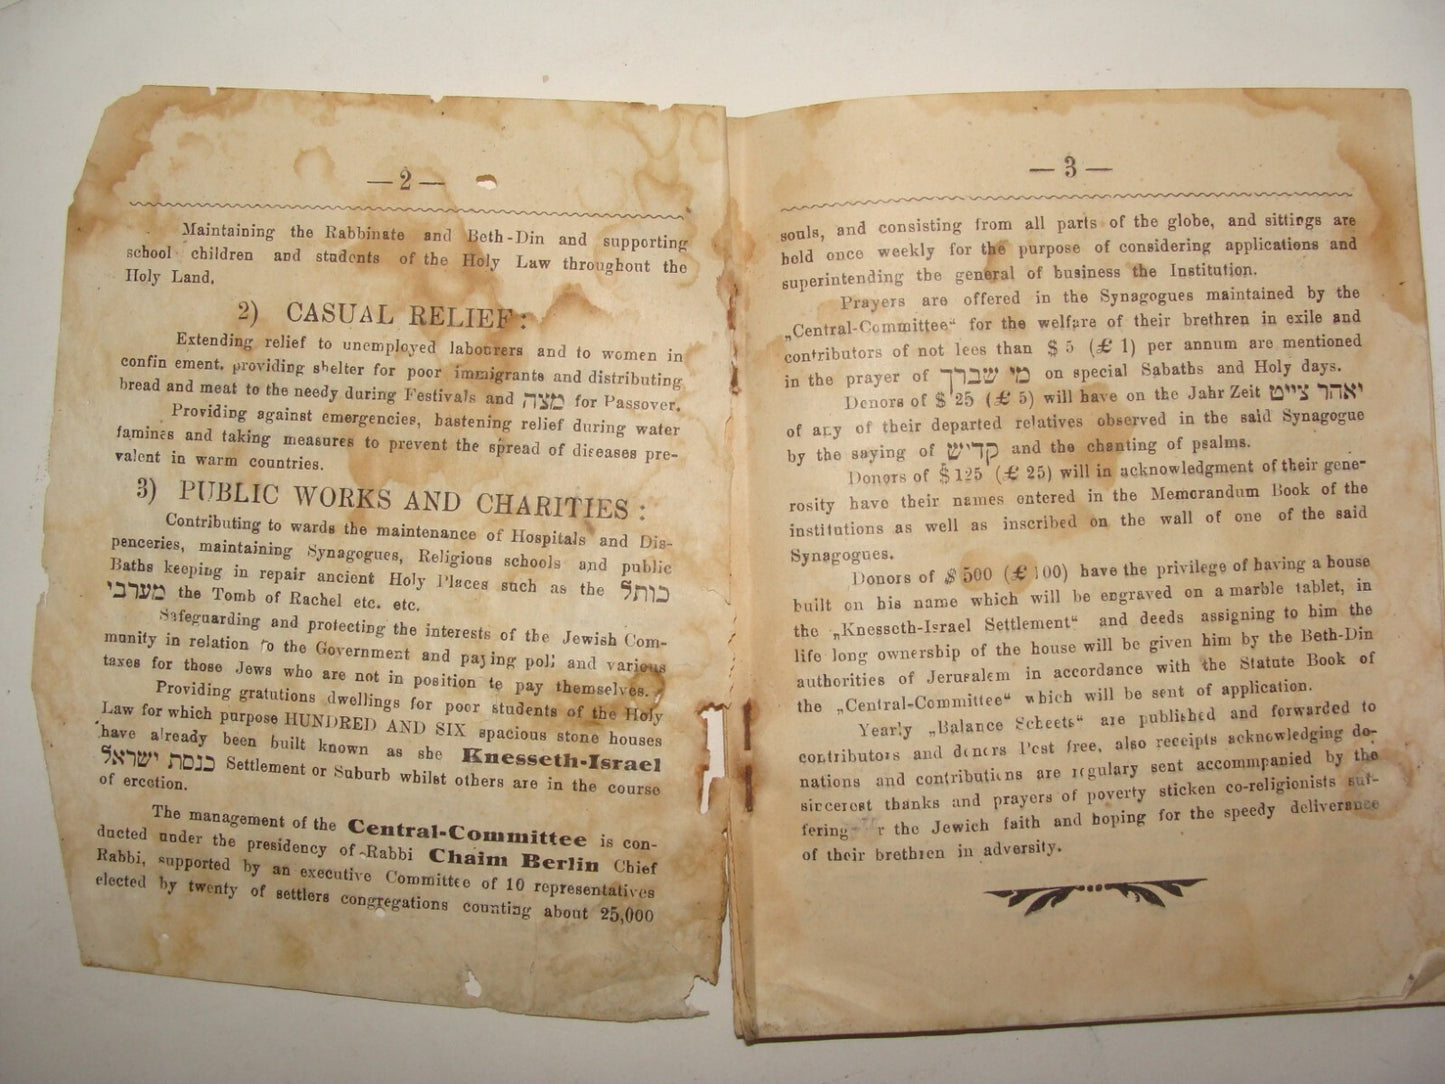 — 2 —
Maintaining the Rabbinate and Beth-Din and supporting
school children and students of the Holy Law throughout the
Holy Land.
2) CASUAL RELIEF:
Extending relief to unemployed labourers and to women in
confin ement, providing shelter for poor immigrants and distributing
bread and meat to the needy during Festivals and מצה for Passover.
Providing against emergencies, hastening relief during water
famines and taking measures to prevent the spread of diseases pre-
valent in warm countries.
3) PUBLIC WORKS AND CHARITIES:
Contributing to wards the maintenance of Hospitals and Dis-
penceries, maintaining Synagogues, Religious schools and public
Baths keeping in repair ancient Holy Places such as the כותל
מערבי the Tomb of Rachel etc. etc.
Safeguarding and protecting the interests of the Jewish Com-
munity in relation to the Government and paying poll and various
taxes for those Jews who are not in position to pay themselves.
Providing gratutions dwellings for poor students of the Holy
Law for which purpose HUNDRED AND SIX spacious stone houses
have already been built known as she Knesseth-Israel
כנסת ישראל Settlement or Suburb whilst others are in the course
of erection.
The management of the Central-Committee is con-
ducted under the presidency of Rabbi Chaim Berlin Chief
Rabbi, supported by an executive Committee of 10 representatives
elected by twenty of settlers congregations counting about 25,000
— 3 —
souls, and consisting from all parts of the globe, and sittings are
held once weekly for the purpose of considering applications and
superintending the general of business the Institution.
Prayers are offered in the Synagogues maintained by the
„Central-Committee“ for the welfare of their brethren in exile and
contributors of not lees than $ 5 (£ 1) per annum are mentioned
in the prayer of מי שברך on special Sabaths and Holy days.
Donors of $ 25 (£ 5) will have on the Jahr Zeit יאהר צייט
of any of their departed relatives observed in the said Synagogue
by the saying of קדיש and the chanting of psalms.
Donors of $ 125 (£ 25) will in acknowledgment of their gene-
rosity have their names entered in the Memorandum Book of the
institutions as well as inscribed on the wall of one of the said
Synagogues.
Donors of $ 500 (£ 100) have the privilege of having a house
built on his name which will be engraved on a marble tablet, in
the „Knesseth-Israel Settlement“ and deeds assigning to him the
life long ownership of the house will be given him by the Beth-Din
authorities of Jerusalem in accordance with the Statute Book of
the „Central-Committee“ which will be sent of application.
Yearly „Balance Scheets“ are published and forwarded to
contributors and doners Post free, also receipts acknowledging do-
nations and contributions are regulary sent accommpanied by the
sincerest thanks and prayers of poverty sticken co-religionists suf-
fering the Jewich faith and hoping for the speedy deliverance
of their brethren in adversity.